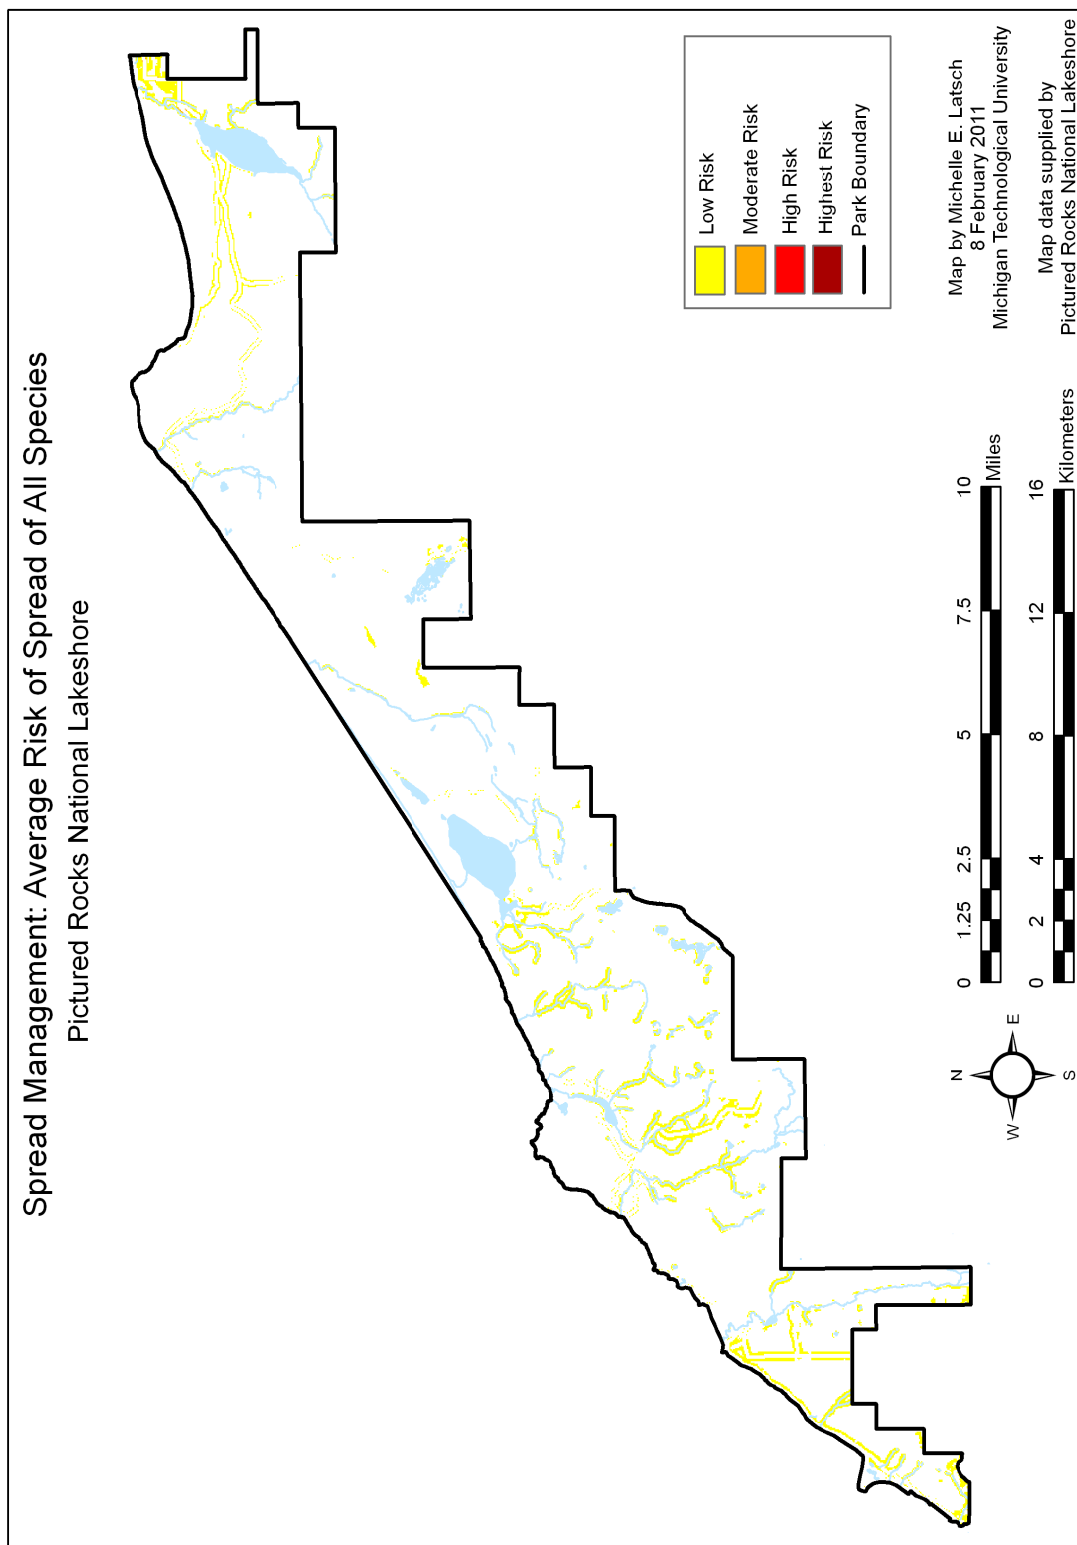 Spread Management: Average Risk of Spread of All Species
Pictured Rocks National Lakeshore
Low Risk
Moderate Risk
High Risk
Highest Risk
Park Boundary
Map by Michelle E. Latsch
8 February 2011
Michigan Technological University
Map data supplied by
Pictured Rocks National Lakeshore
N
W E
S
0 1.25 2.5 5 7.5 10
Miles
0 2 4 8 12 16
Kilometers